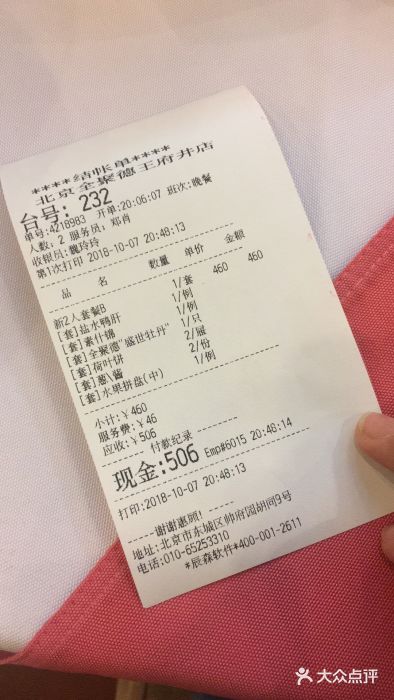 ****结帐单****
北京全聚德王府井店
台号: 232
单号:4218983 开单:20:06:07 班次:晚餐
人数: 2 服务员: 郑肖
收银员:魏玲玲
第1次打印 2018-10-07 20:48:13
品 名 数量 单价 金额
新2人套餐B 1/套 460 460
[套]盐水鸭肝 1/例
[套]素什锦 1/例
[套]全聚德"盛世牡丹" 1/只
[套]荷叶饼 2/屉
[套]葱\酱 2/份
[套]水果拼盘(中) 1/例
小计:￥460
服务费:￥46
应收:￥506
付款纪录
现金:506 Emp#6015 20:46:14
打印:2018-10-07 20:48:13
-----谢谢惠顾! -----
地址:北京市东城区帅府园胡同9号
电话:010-65253310
*辰森软件*400-001-2611
大众点评